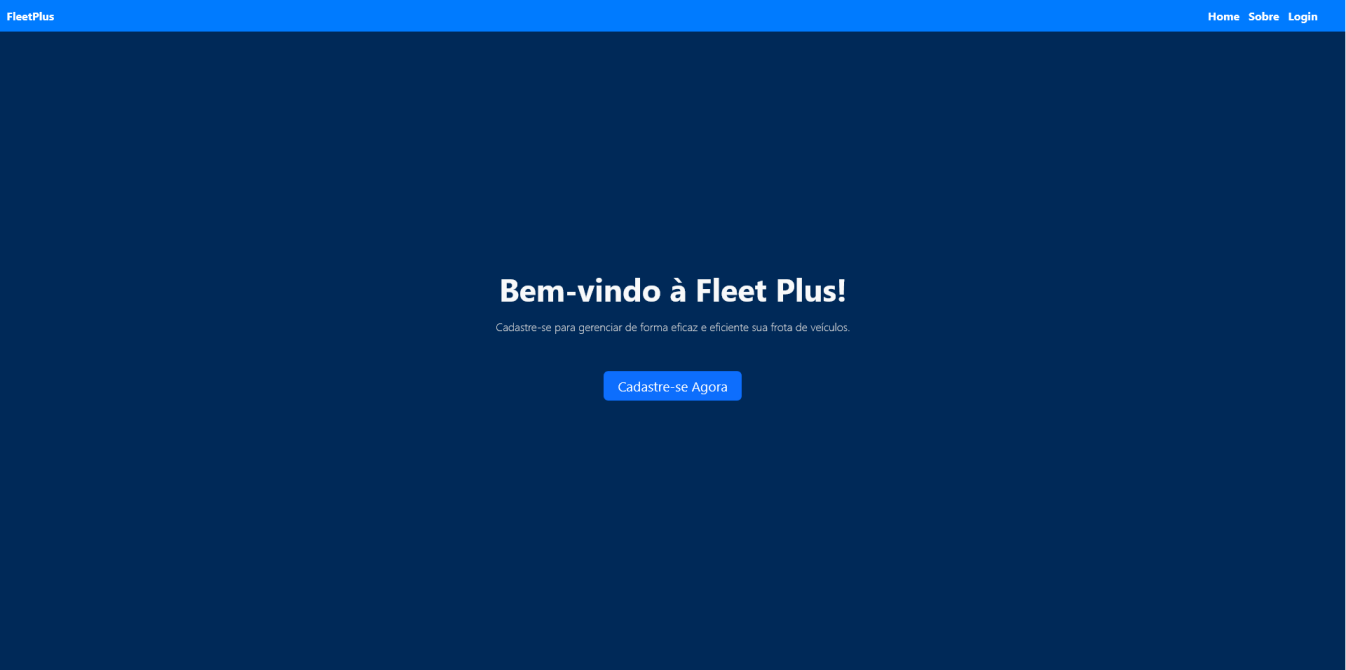 FleetPlus
Home Sobre Login
Bem-vindo à Fleet Plus!
Cadastre-se para gerenciar de forma eficaz e eficiente sua frota de veículos.
Cadastre-se Agora